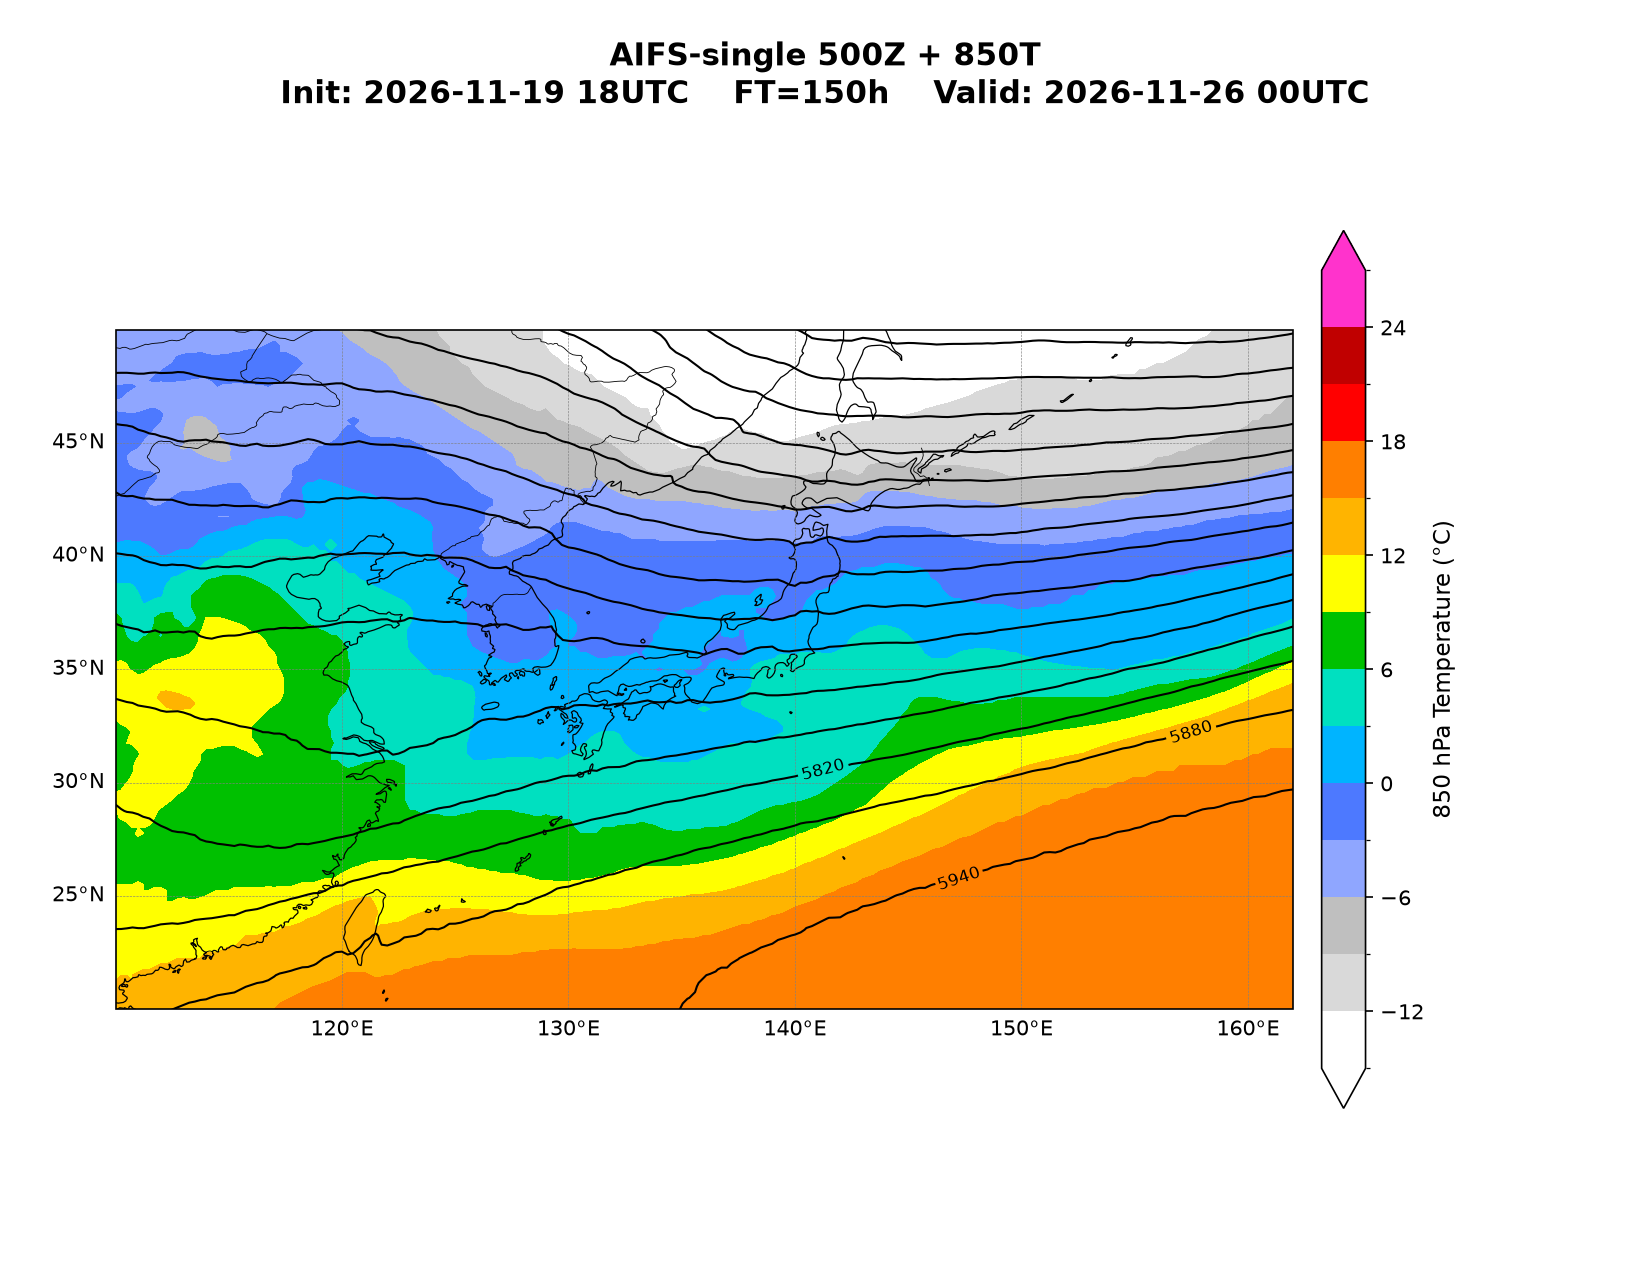 AIFS-single 500Z + 850T
Init: 2026-11-19 18UTC    FT=150h    Valid: 2026-11-26 00UTC
45°N
40°N
35°N
30°N
25°N
120°E
130°E
140°E
150°E
160°E
5880
5820
5940
24
18
12
6
0
−6
−12
850 hPa Temperature (°C)